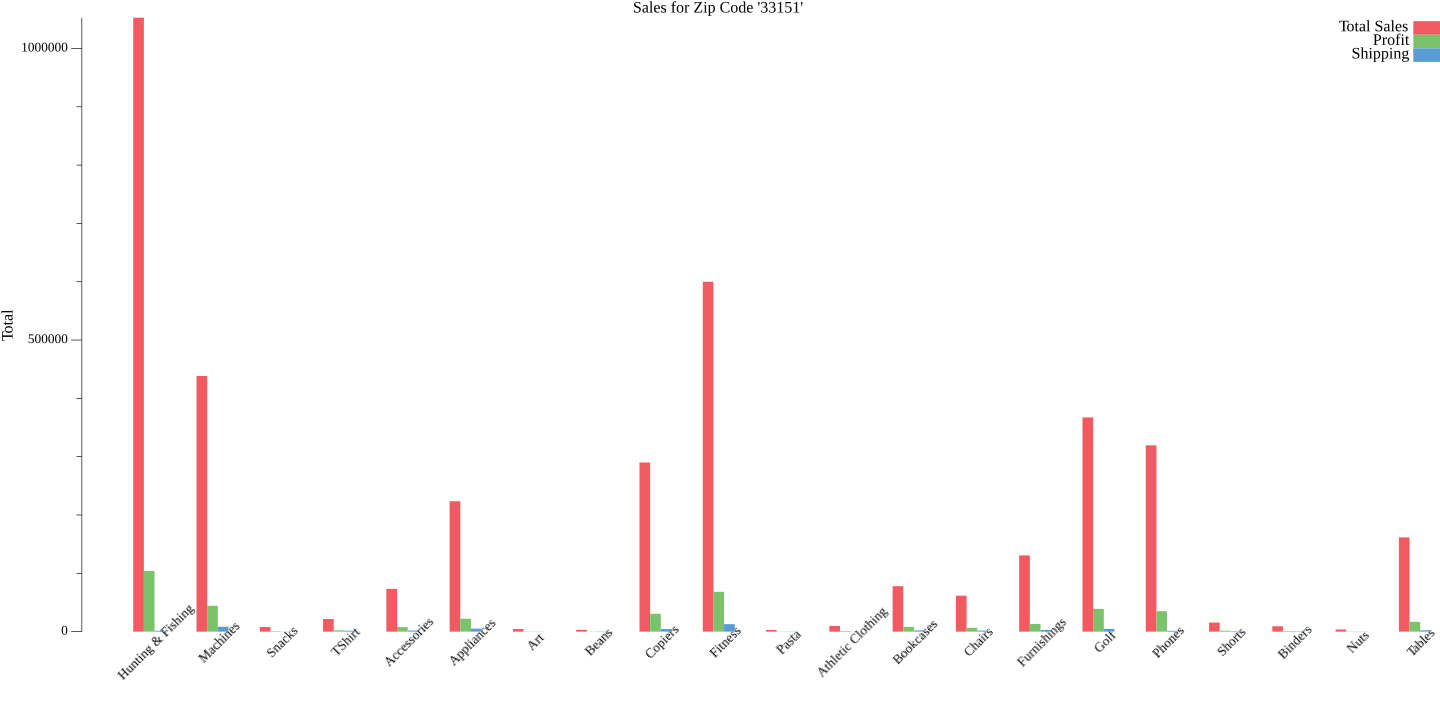 Sales for Zip Code '33151'
Total Sales
Profit
Shipping
Total
1000000
500000
0
Hunting & Fishing
Machines
Snacks
TShirt
Accessories
Appliances
Art
Beans
Copiers
Fitness
Pasta
Athletic Clothing
Bookcases
Chairs
Furnishings
Golf
Phones
Shorts
Binders
Nuts
Tables